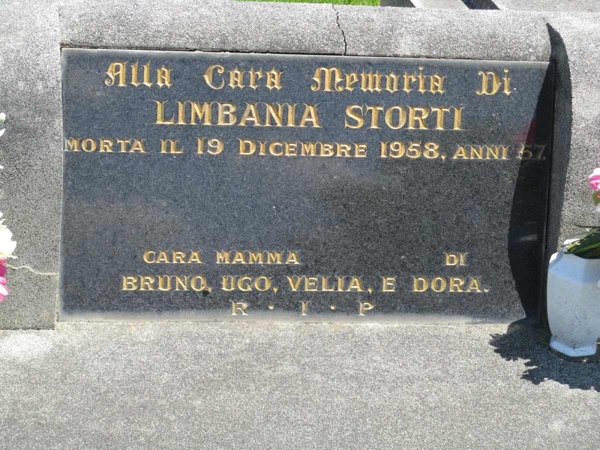 Alla Cara Memoria Di
LIMBANIA STORTI
MORTA IL 19 DICEMBRE 1958, ANNI 57.
CARA MAMMA DI
BRUNO, UGO, VELIA, E DORA.
R · I · P